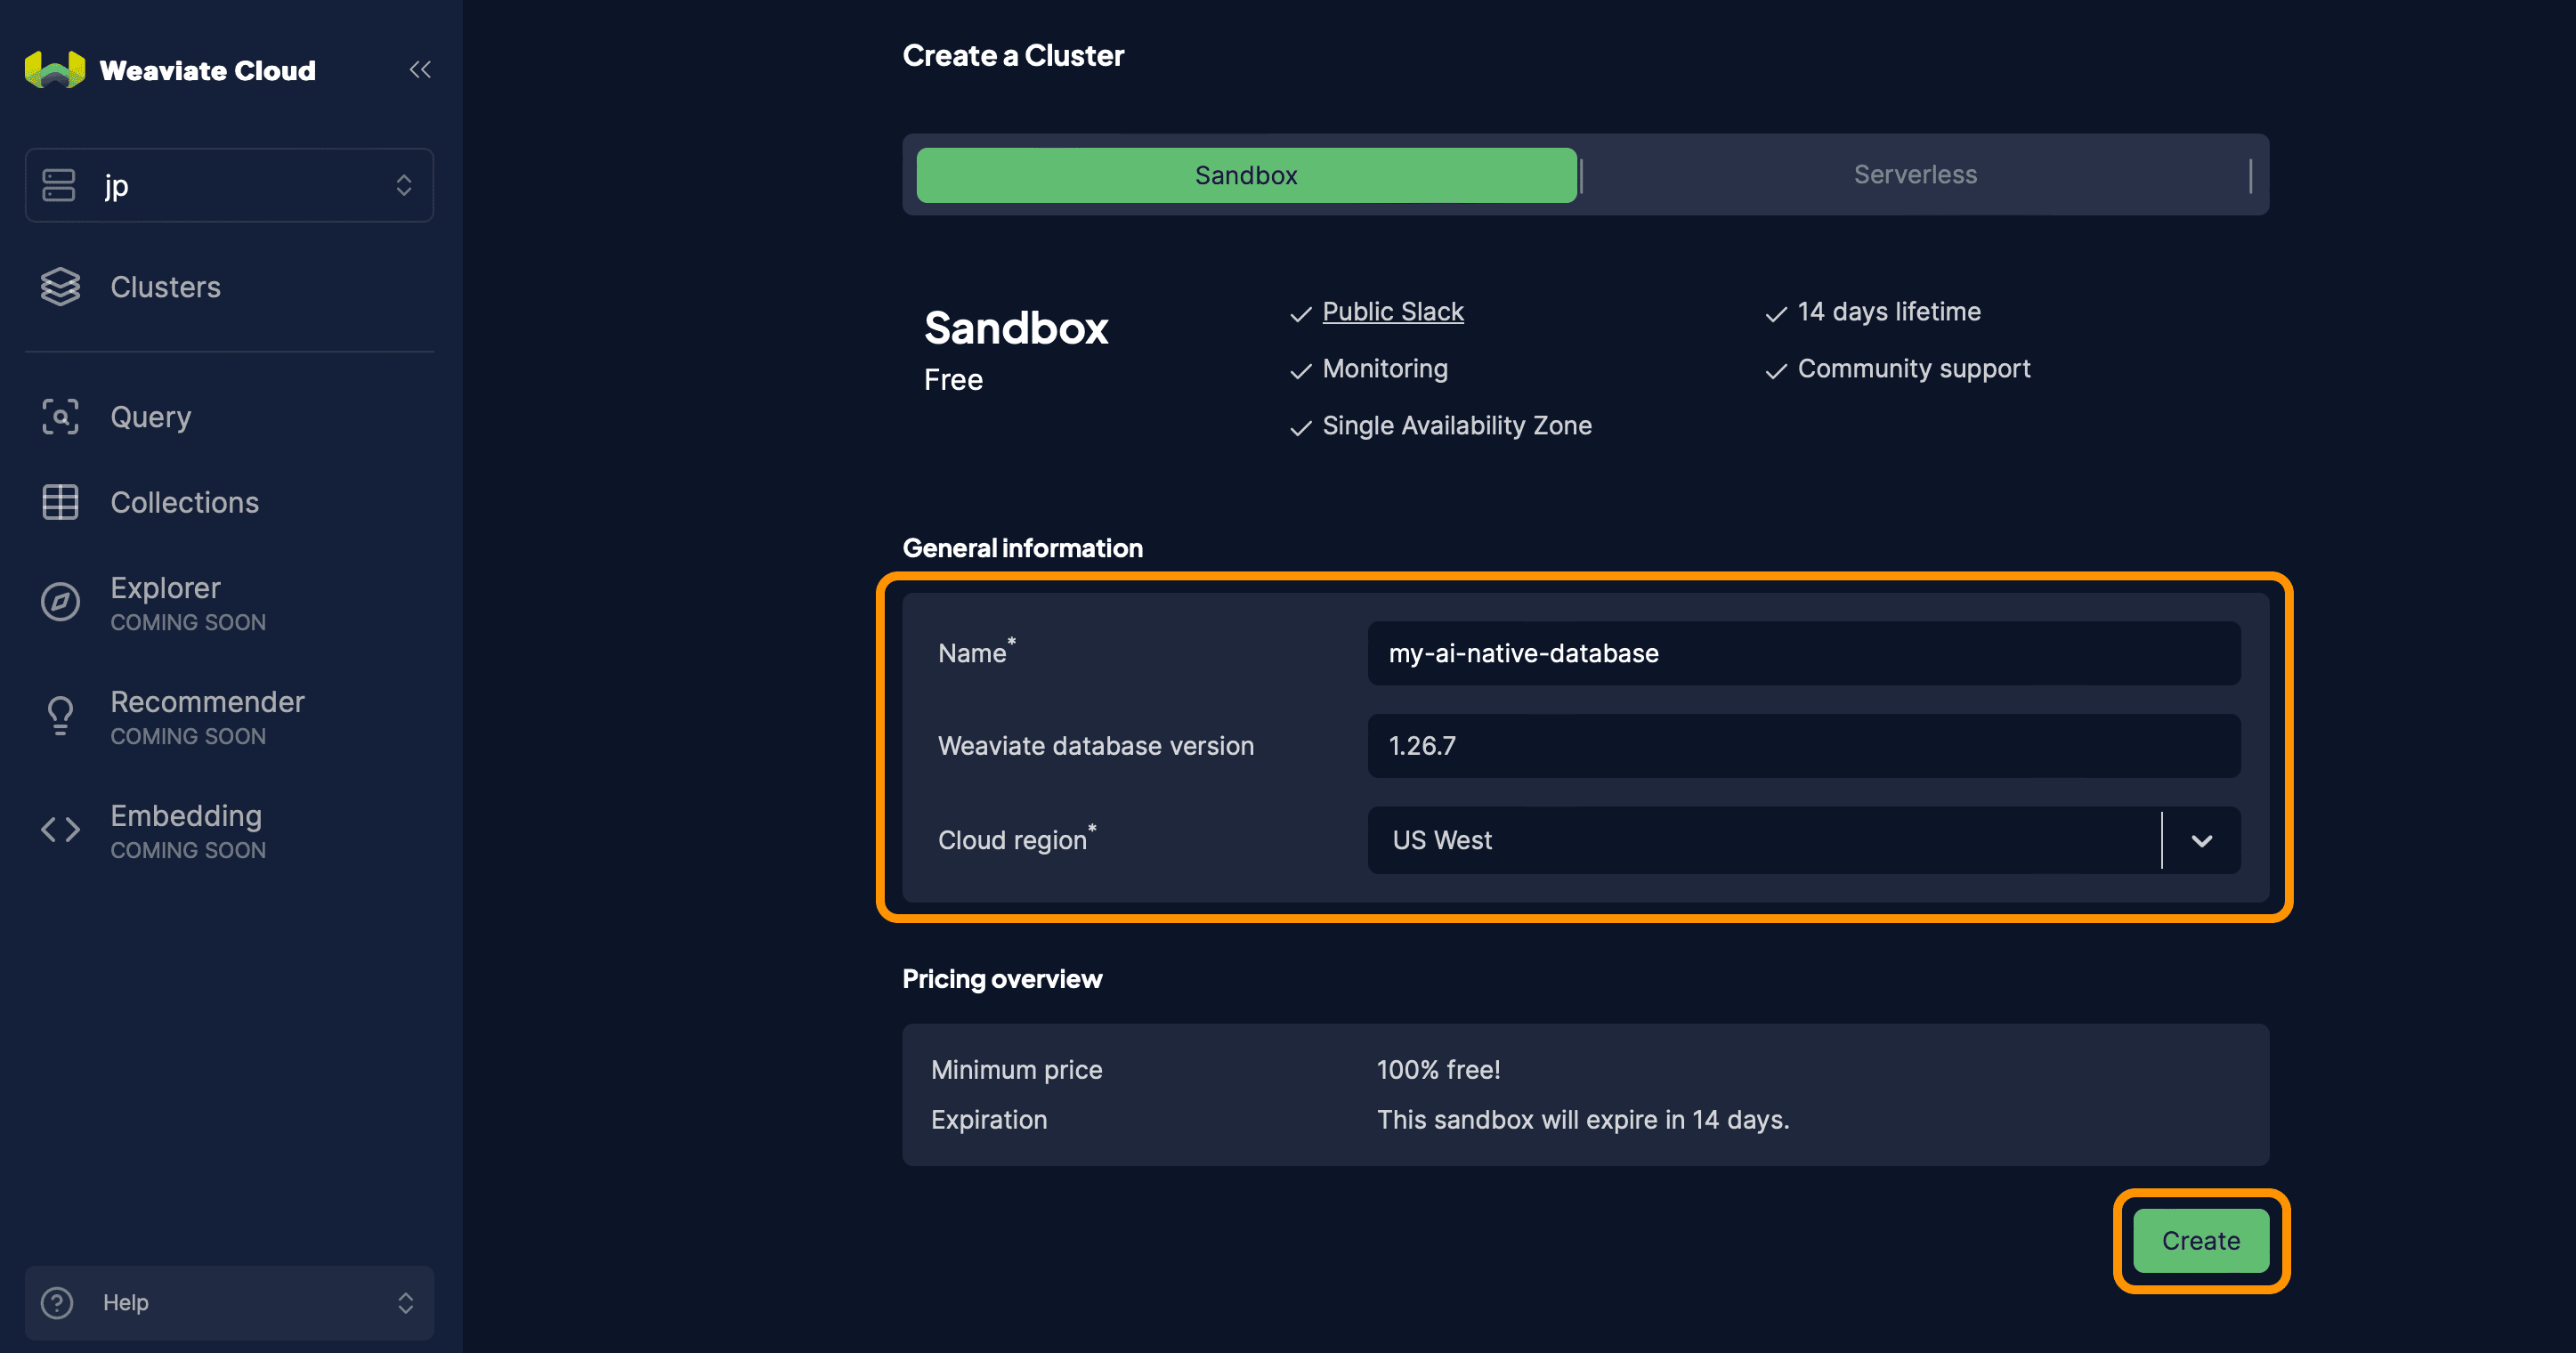 Weaviate Cloud
jp
Clusters
Query
Collections
Explorer
COMING SOON
Recommender
COMING SOON
Embedding
COMING SOON
Help
Create a Cluster
Sandbox
Serverless
Sandbox
Free
Public Slack
Monitoring
Single Availability Zone
14 days lifetime
Community support
General information
Name*
my-ai-native-database
Weaviate database version
1.26.7
Cloud region*
US West
Pricing overview
Minimum price
100% free!
Expiration
This sandbox will expire in 14 days.
Create